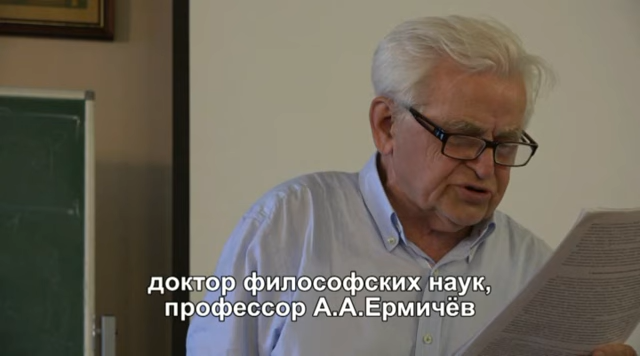 доктор философских наук,
профессор А.А.Ермичёв